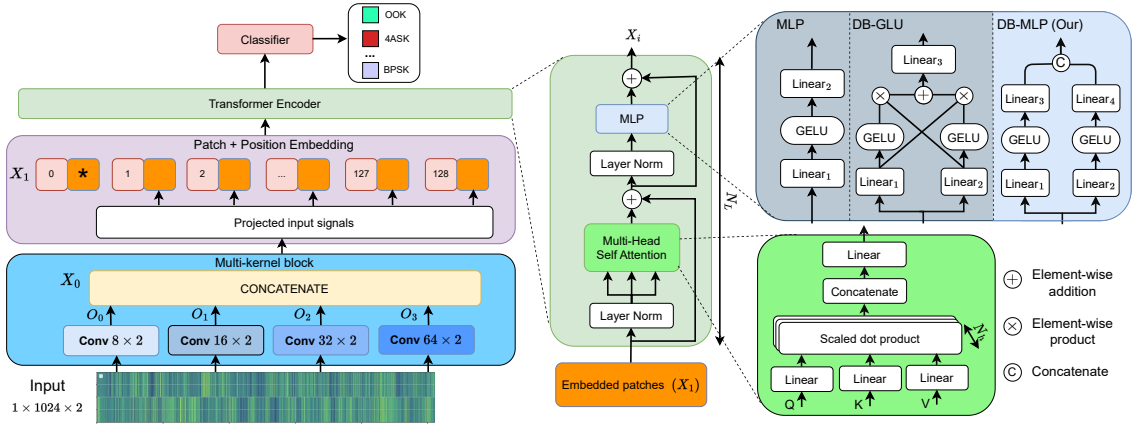 Classifier
OOK
4ASK
...
BPSK
Transformer Encoder
Patch + Position Embedding
X₁
0
*
1
2
...
127
128
Projected input signals
Multi-kernel block
X₀
CONCATENATE
O₀
O₁
O₂
O₃
Conv 8 × 2
Conv 16 × 2
Conv 32 × 2
Conv 64 × 2
Input
1 × 1024 × 2
Xᵢ
+
MLP
Layer Norm
+
Multi-Head
Self Attention
Layer Norm
N_L
Embedded patches (X₁)
MLP
Linear₂
GELU
Linear₁
DB-GLU
Linear₃
×
+
×
GELU
GELU
Linear₁
Linear₂
DB-MLP (Our)
C
Linear₃
Linear₄
GELU
GELU
Linear₁
Linear₂
Linear
Concatenate
Scaled dot product
N_h
Linear
Linear
Linear
Q
K
V
+
Element-wise
addition
×
Element-wise
product
C
Concatenate